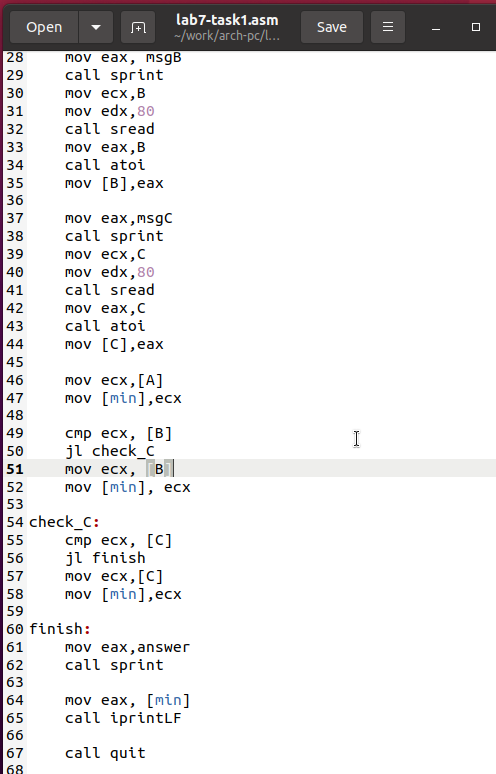 Open
lab7-task1.asm
~/work/arch-pc/l...
Save
28 mov eax, msgB
29 call sprint
30 mov ecx,B
31 mov edx,80
32 call sread
33 mov eax,B
34 call atoi
35 mov [B],eax
36
37 mov eax,msgC
38 call sprint
39 mov ecx,C
40 mov edx,80
41 call sread
42 mov eax,C
43 call atoi
44 mov [C],eax
45
46 mov ecx,[A]
47 mov [min],ecx
48
49 cmp ecx, [B]
50 jl check_C
51 mov ecx, [B]
52 mov [min], ecx
53
54 check_C:
55 cmp ecx, [C]
56 jl finish
57 mov ecx,[C]
58 mov [min],ecx
59
60 finish:
61 mov eax,answer
62 call sprint
63
64 mov eax, [min]
65 call iprintLF
66
67 call quit
68